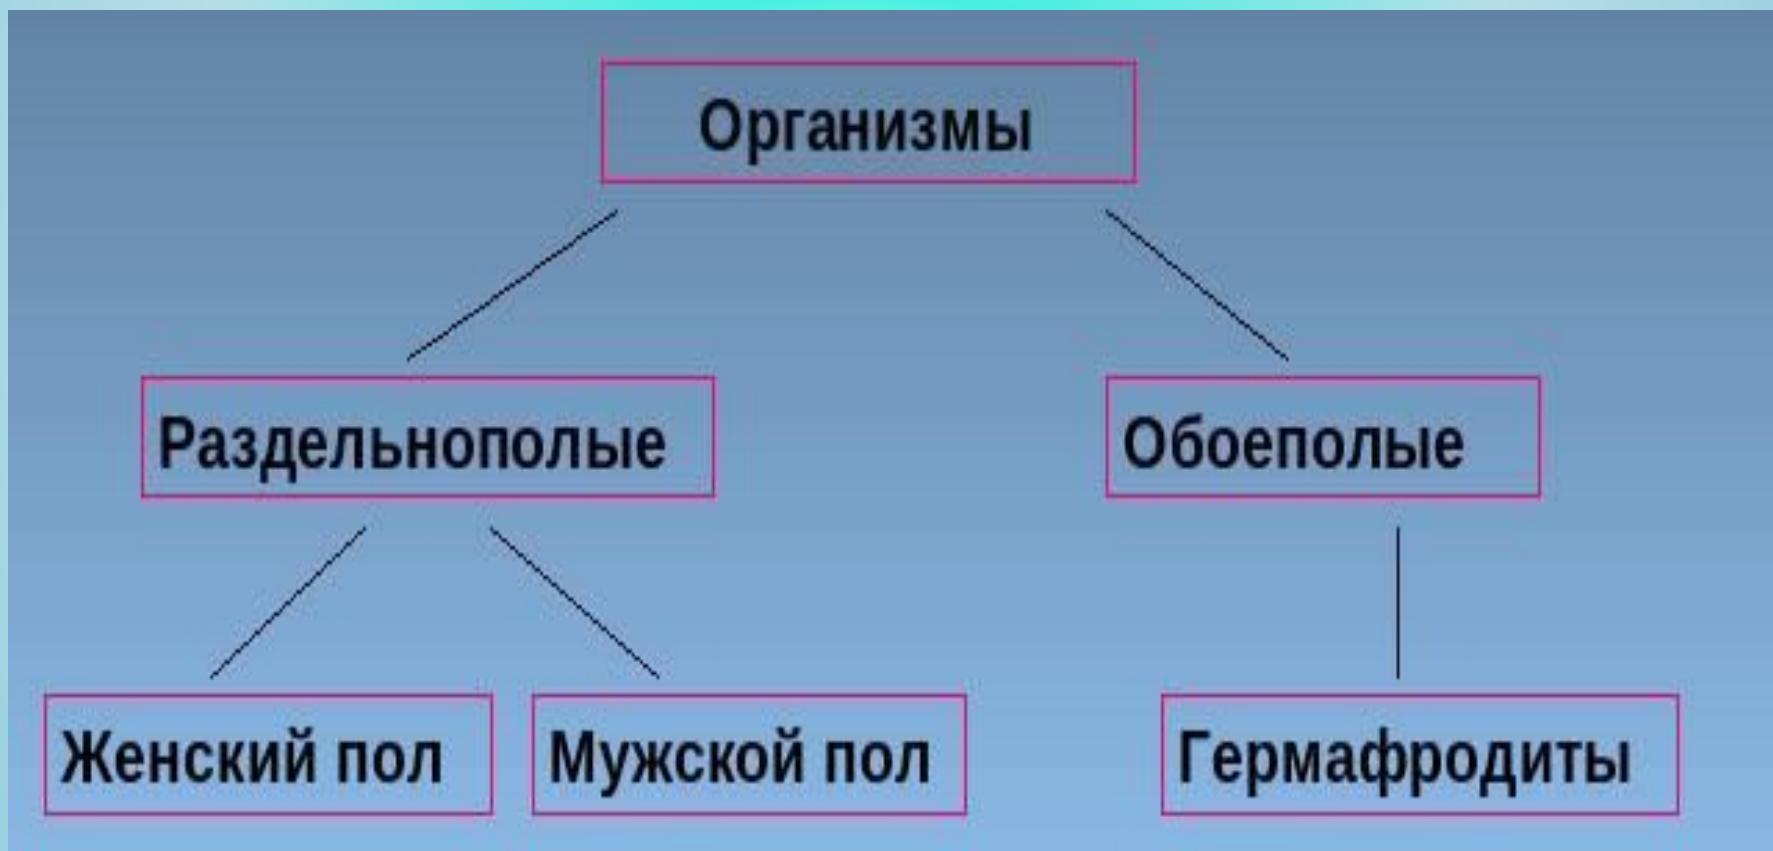 Организмы
Раздельнополые
Обоеполые
Женский пол
Мужской пол
Гермафродиты